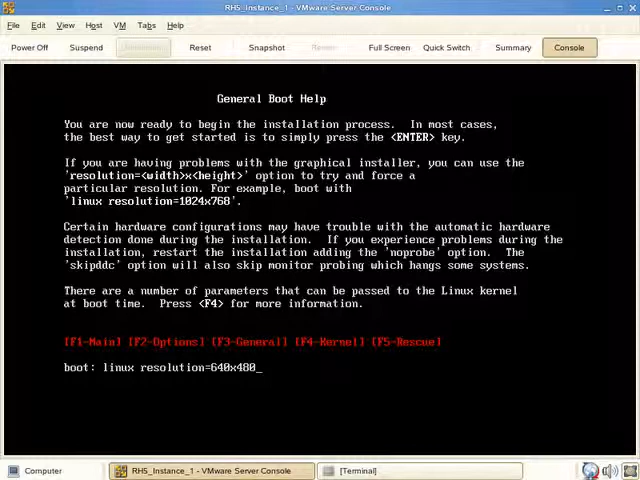 RH5_Instance_1 - VMware Server Console
File Edit View Host VM Tabs Help
Power Off Suspend Reset Snapshot Full Screen Quick Switch Summary Console
General Boot Help
You are now ready to begin the installation process. In most cases,
the best way to get started is to simply press the <ENTER> key.
If you are having problems with the graphical installer, you can use the
'resolution=<width>x<height>' option to try and force a
particular resolution. For example, boot with
'linux resolution=1024x768'.
Certain hardware configurations may have trouble with the automatic hardware
detection done during the installation. If you experience problems during the
installation, restart the installation adding the 'noprobe' option. The
'skipddc' option will also skip monitor probing which hangs some systems.
There are a number of parameters that can be passed to the Linux kernel
at boot time. Press <F4> for more information.
[F1-Main] [F2-Options] [F3-General] [F4-Kernel] [F5-Rescue]
boot: linux resolution=640x480_
Computer RH5_Instance_1 - VMware Server Console [Terminal]